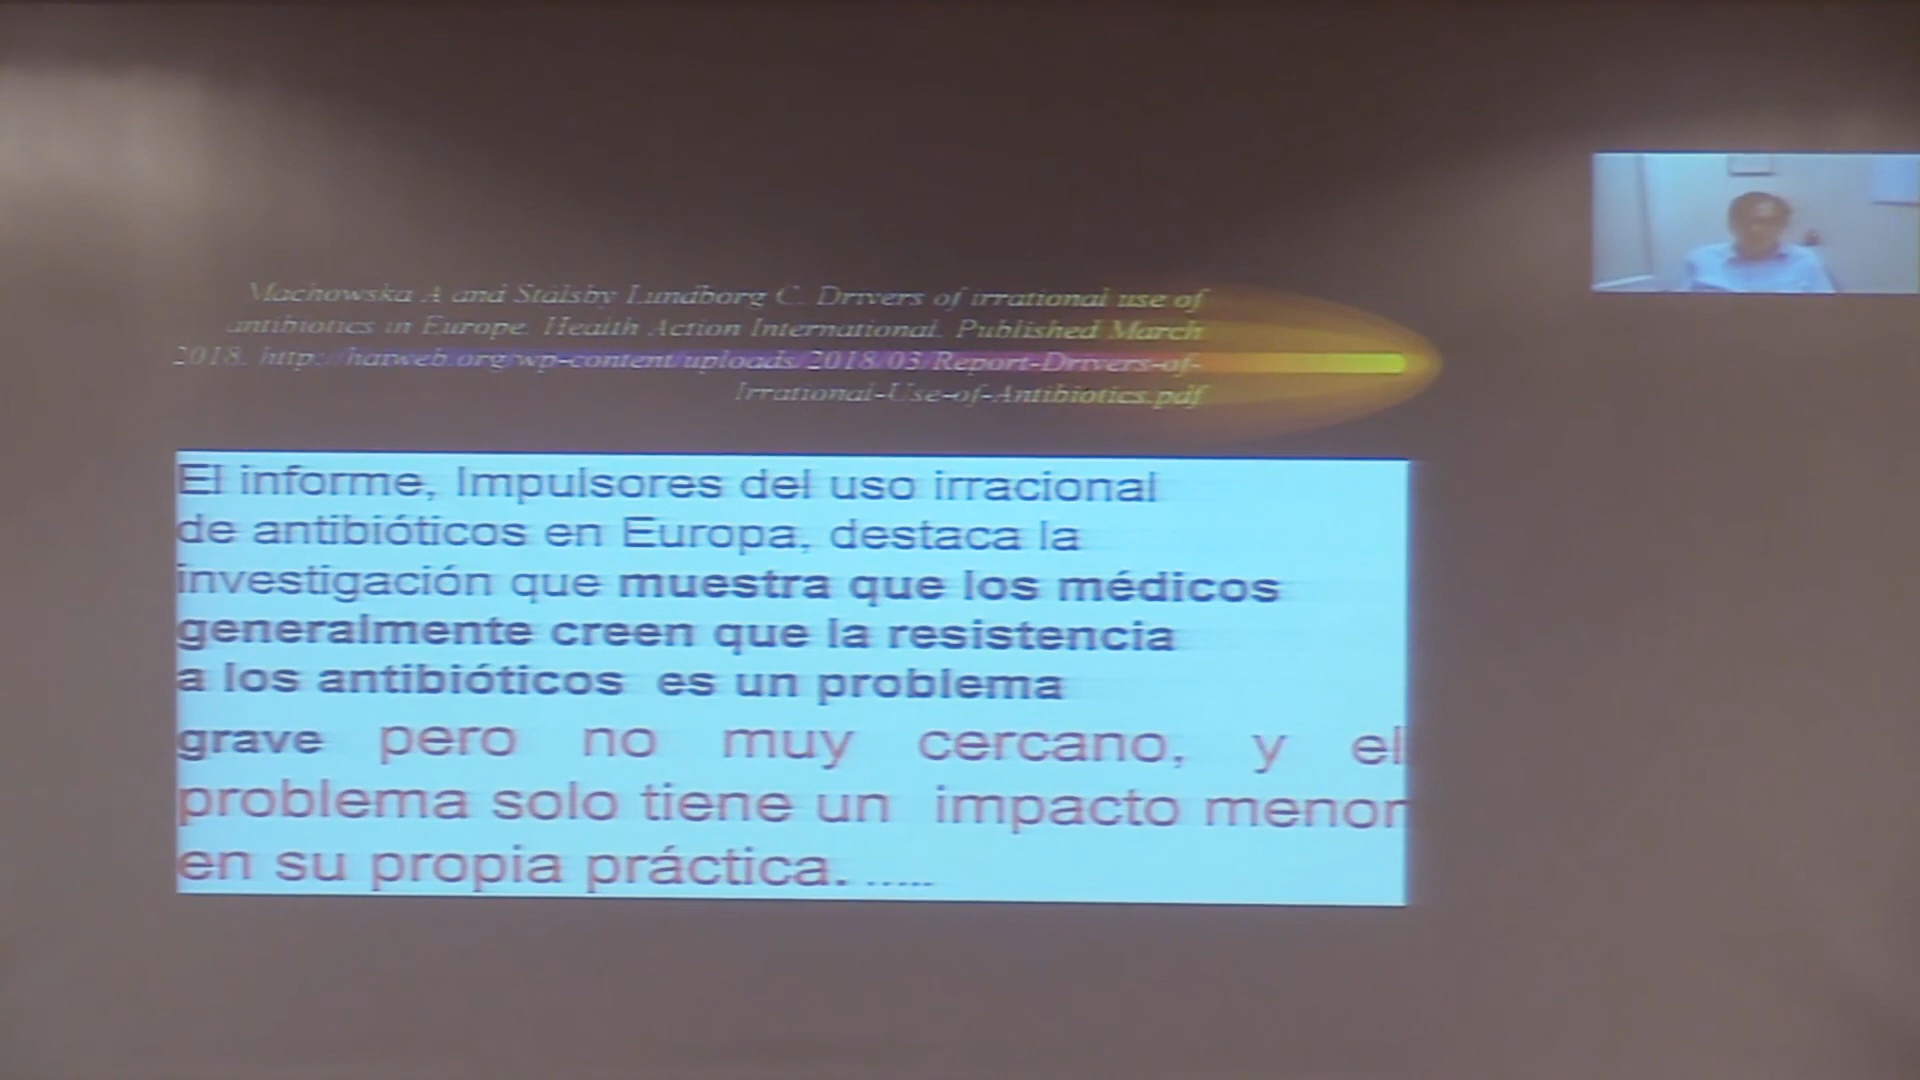 Machowska A and Stålsby Lundborg C. Drivers of irrational use of
antibiotics in Europe. Health Action International. Published March
2018. http://haiweb.org/wp-content/uploads/2018/03/Report-Drivers-of-
Irrational-Use-of-Antibiotics.pdf
El informe, Impulsores del uso irracional
de antibióticos en Europa, destaca la
investigación que muestra que los médicos
generalmente creen que la resistencia
a los antibióticos es un problema
grave pero no muy cercano, y el
problema solo tiene un impacto menor
en su propia práctica. .....